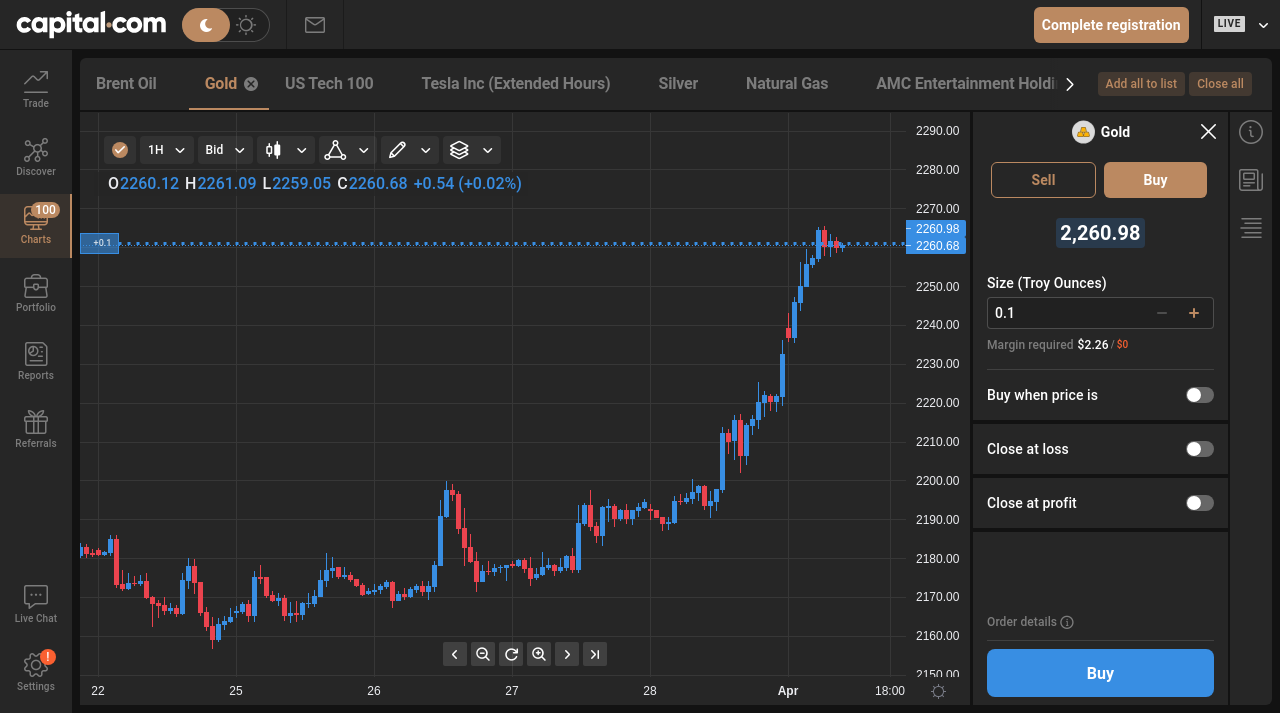 capital.com
Complete registration
LIVE
Trade
Discover
100
Charts
Portfolio
Reports
Referrals
Live Chat
!
Settings
Brent Oil
Gold
US Tech 100
Tesla Inc (Extended Hours)
Silver
Natural Gas
AMC Entertainment Holdi
Add all to list
Close all
1H
Bid
O2260.12 H2261.09 L2259.05 C2260.68 +0.54 (+0.02%)
+0.1
2290.00
2280.00
2270.00
2260.98
2260.68
2250.00
2240.00
2230.00
2220.00
2210.00
2200.00
2190.00
2180.00
2170.00
2160.00
2150.00
22 25 26 27 28 Apr 18:00
Gold
Sell
Buy
2,260.98
Size (Troy Ounces)
0.1
Margin required $2.26 / $0
Buy when price is
Close at loss
Close at profit
Order details
Buy